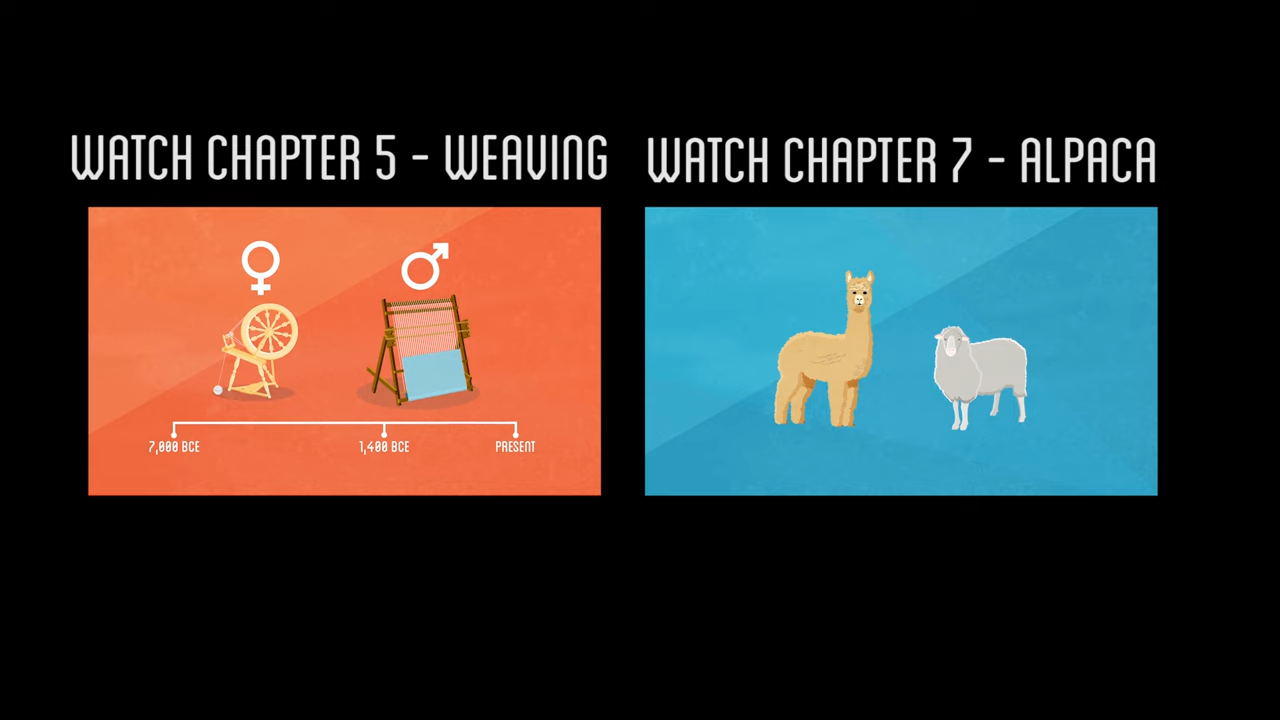 WATCH CHAPTER 5 - WEAVING
WATCH CHAPTER 7 - ALPACA
7,000 BCE
1,400 BCE
PRESENT